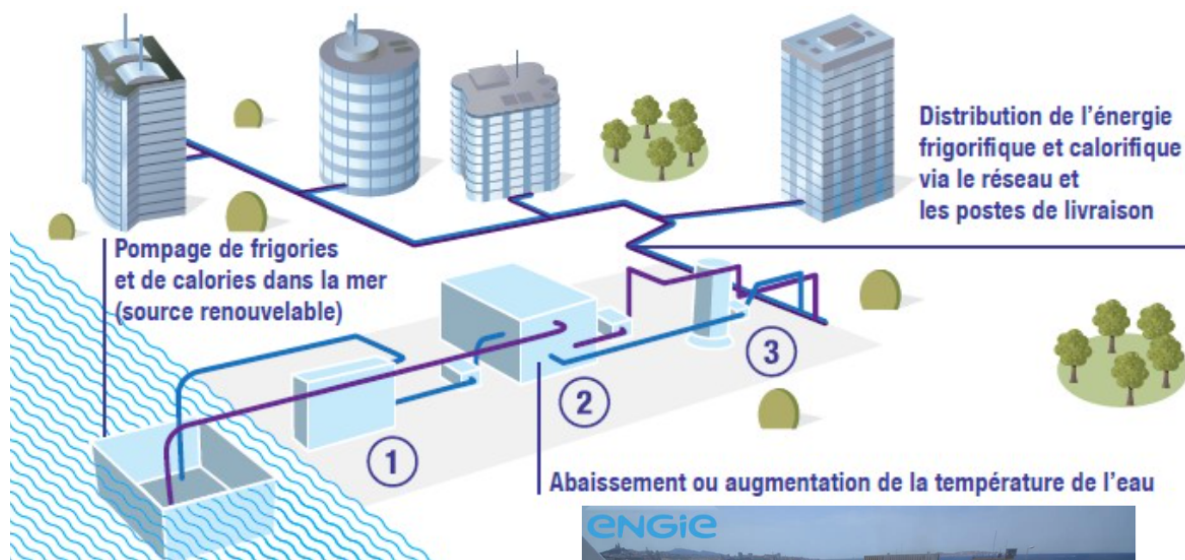 Distribution de l'énergie
frigorifique et calorifique
via le réseau et
les postes de livraison
Pompage de frigories
et de calories dans la mer
(source renouvelable)
1
2
3
Abaissement ou augmentation de la température de l'eau
ENGiE